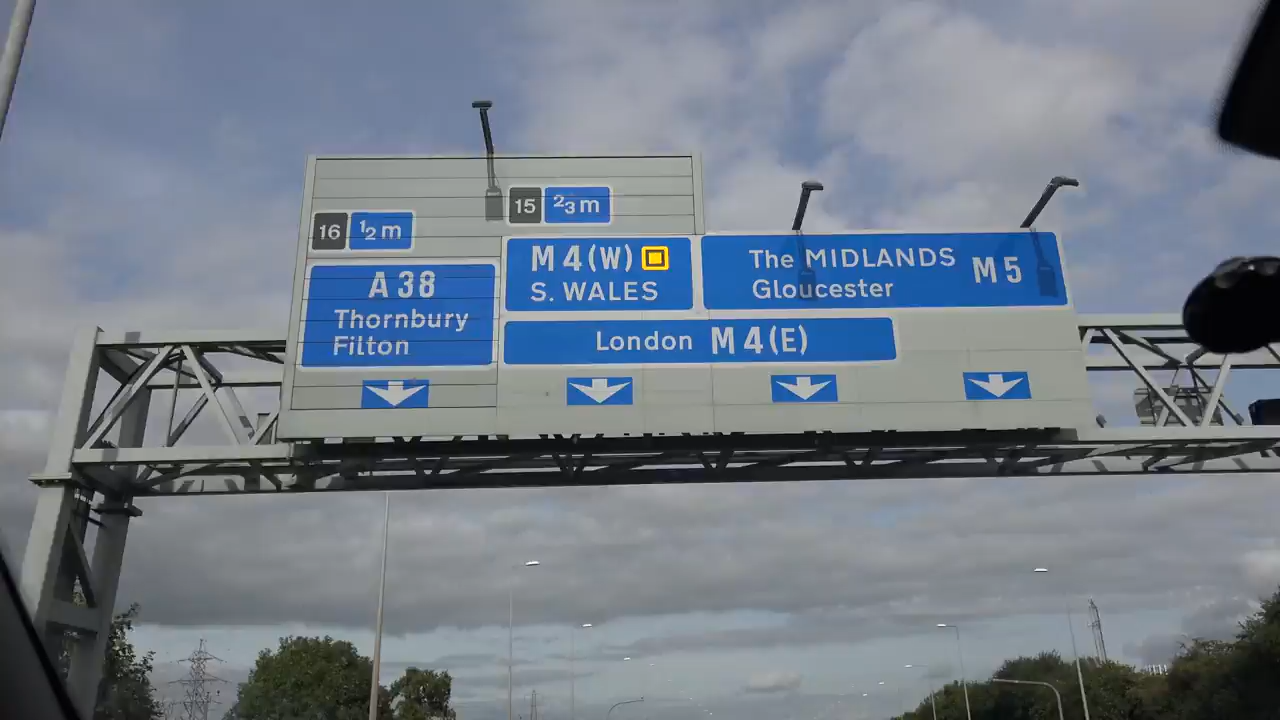 16 ½ m
15 ⅔ m
A 38
Thornbury
Filton
M 4 (W)
S. WALES
The MIDLANDS
Gloucester
M 5
London M 4 (E)